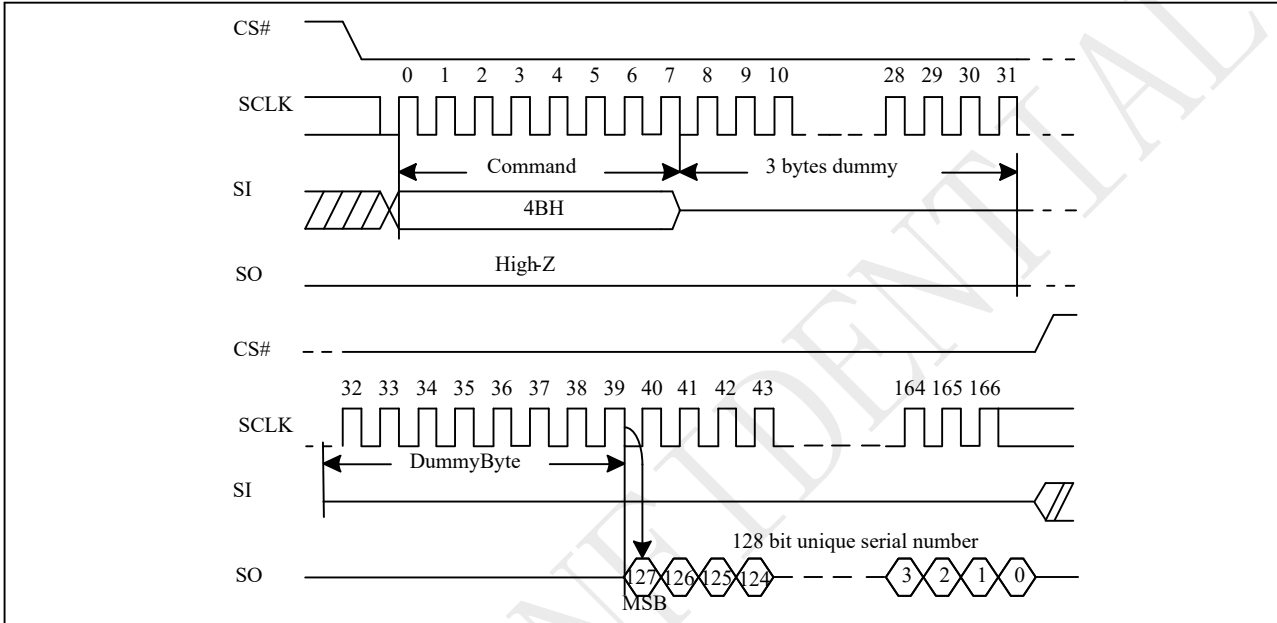 CS#
0 1 2 3 4 5 6 7 8 9 10 28 29 30 31
SCLK
Command 3 bytes dummy
SI
4BH
High-Z
SO
CS#
32 33 34 35 36 37 38 39 40 41 42 43 164 165 166
SCLK
DummyByte
SI
128 bit unique serial number
SO 127 126 125 124 3 2 1 0
MSB
NFIDENTIAL